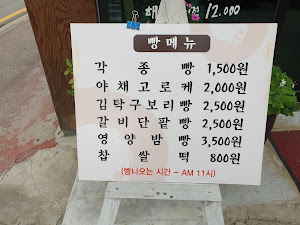 12,000
빵메뉴
각 종 빵 1,500원
야채고로케 2,000원
김탁구보리빵 2,500원
갈비단팥빵 2,500원
영양밤빵 3,500원
찹쌀떡 800원
(빵나오는 시간 - AM 11시)